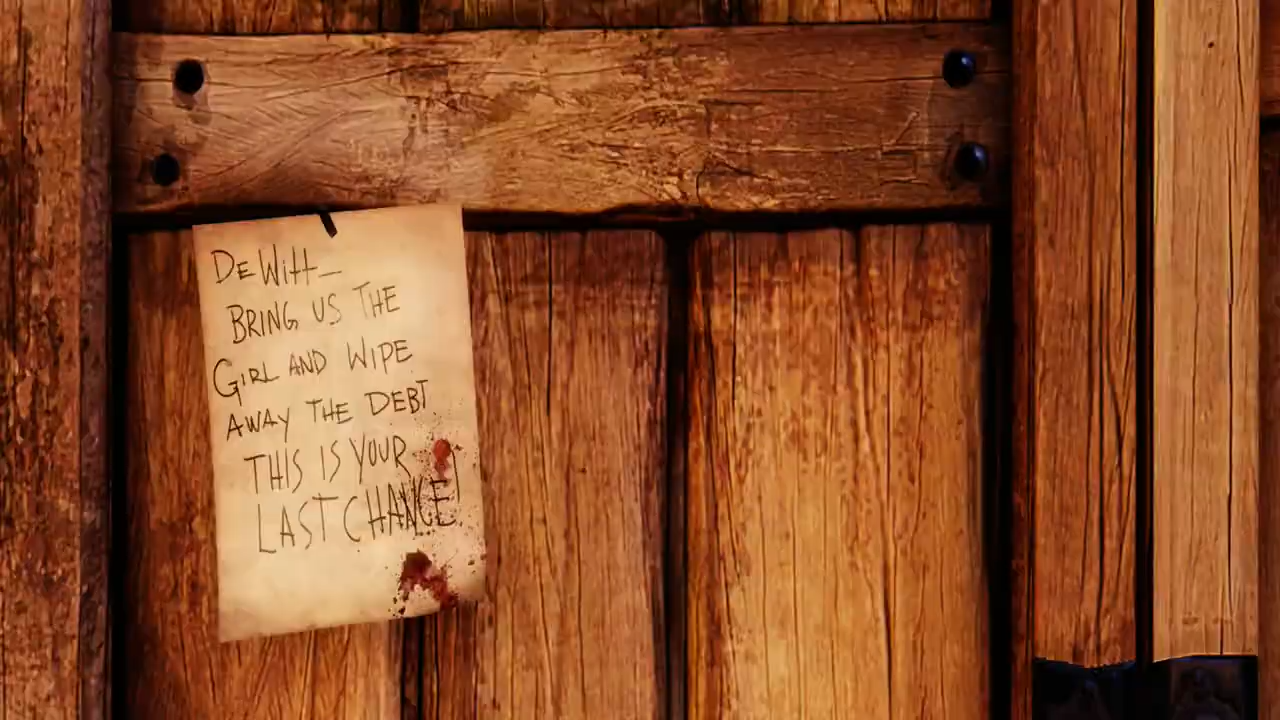 DEWitt—
BRING US THE
GIRL AND WIPE
AWAY THE DEBT
THIS IS YOUR
LAST CHANCE!